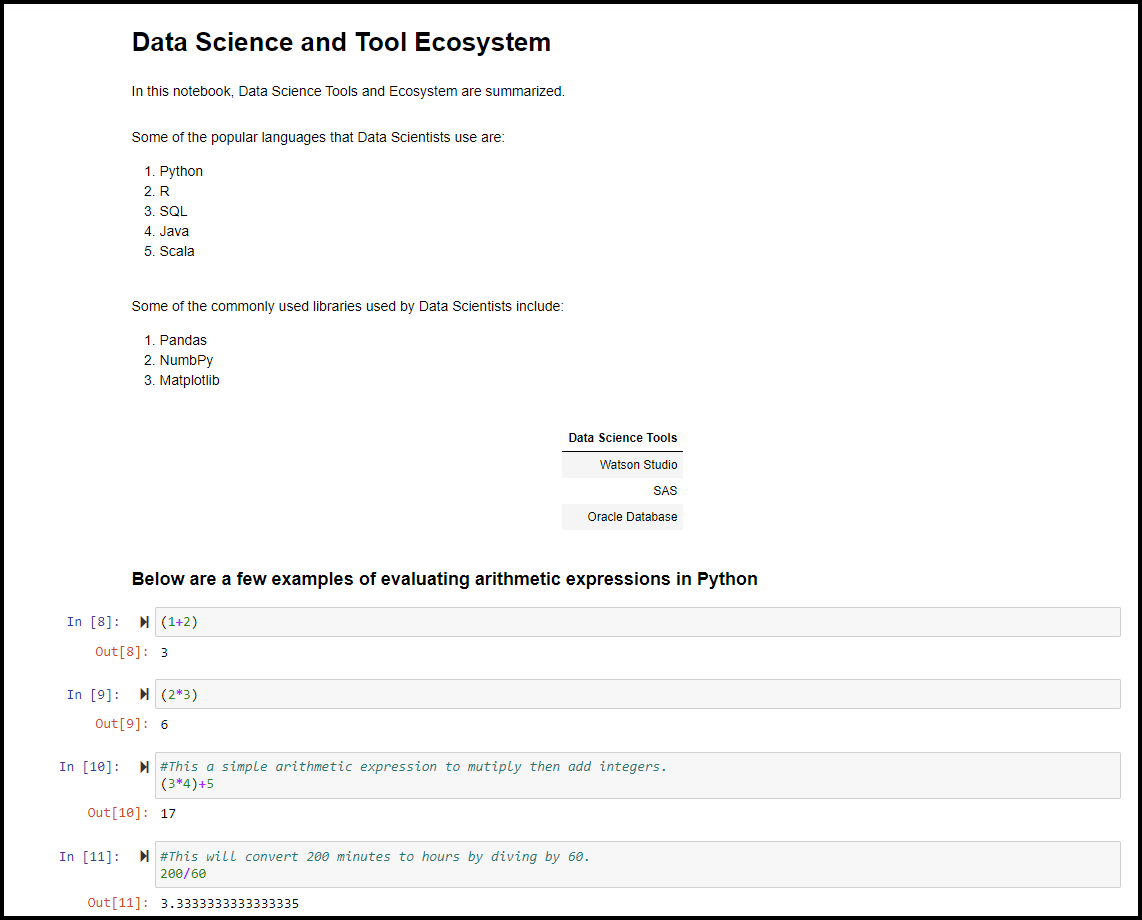 Data Science and Tool Ecosystem
In this notebook, Data Science Tools and Ecosystem are summarized.
Some of the popular languages that Data Scientists use are:
1. Python
2. R
3. SQL
4. Java
5. Scala
Some of the commonly used libraries used by Data Scientists include:
1. Pandas
2. NumbPy
3. Matplotlib
Data Science Tools
Watson Studio
SAS
Oracle Database
Below are a few examples of evaluating arithmetic expressions in Python
In [8]: (1+2)
Out[8]: 3
In [9]: (2*3)
Out[9]: 6
In [10]: #This a simple arithmetic expression to mutiply then add integers.
(3*4)+5
Out[10]: 17
In [11]: #This will convert 200 minutes to hours by diving by 60.
200/60
Out[11]: 3.3333333333333335